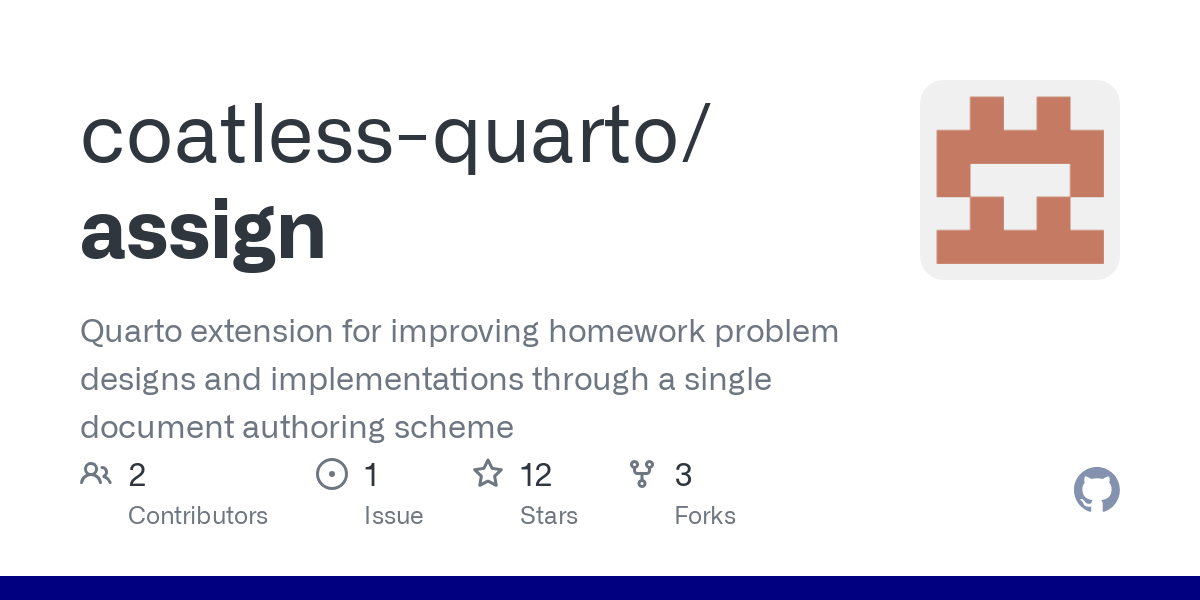 coatless-quarto/
assign
Quarto extension for improving homework problem
designs and implementations through a single
document authoring scheme
2 1 12 3
Contributors Issue Stars Forks